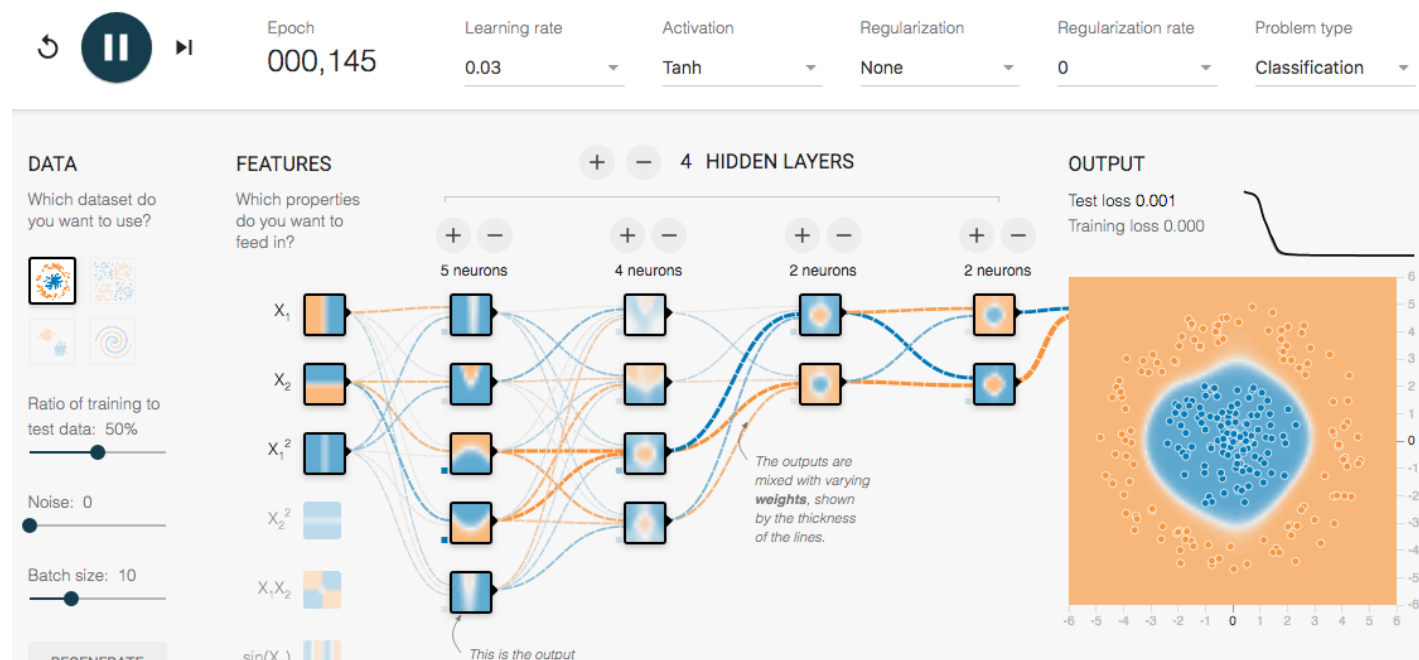 Epoch
000,145
Learning rate
0.03
Activation
Tanh
Regularization
None
Regularization rate
0
Problem type
Classification
DATA
Which dataset do
you want to use?
Ratio of training to
test data: 50%
Noise: 0
Batch size: 10
REGENERATE
FEATURES
Which properties
do you want to
feed in?
X₁
X₂
X₁²
X₂²
X₁X₂
sin(X₁)
+ − 4 HIDDEN LAYERS
+ −
5 neurons
+ −
4 neurons
+ −
2 neurons
+ −
2 neurons
The outputs are
mixed with varying
weights, shown
by the thickness
of the lines.
This is the output
OUTPUT
Test loss 0.001
Training loss 0.000
6
5
4
3
2
1
0
-1
-2
-3
-4
-5
-6
-6 -5 -4 -3 -2 -1 0 1 2 3 4 5 6